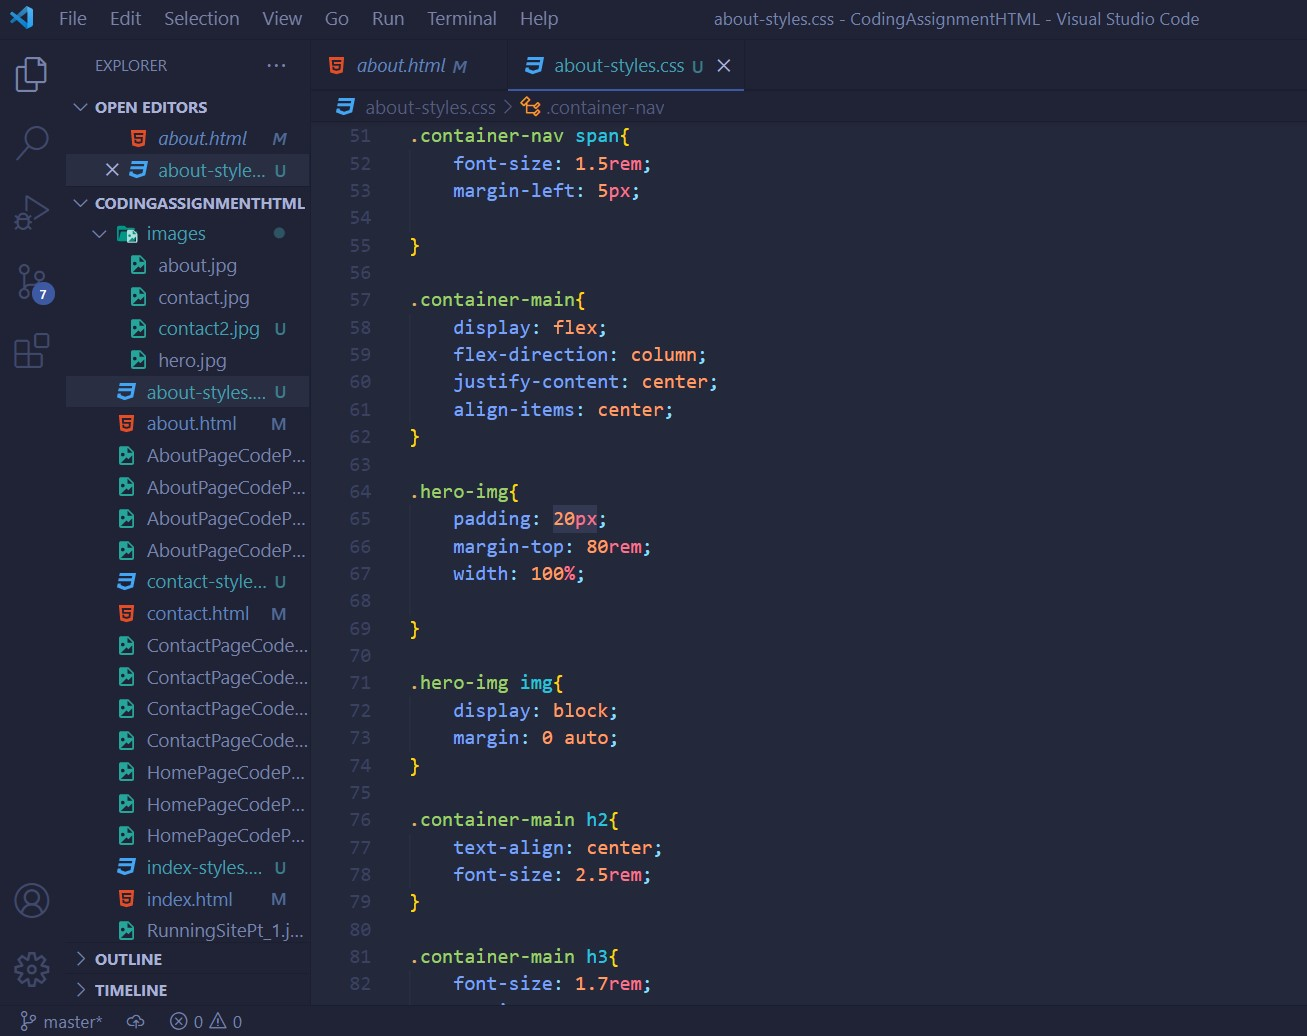 File Edit Selection View Go Run Terminal Help about-styles.css - CodingAssignmentHTML - Visual Studio Code
EXPLORER ...
OPEN EDITORS
about.html M
about-style... U
CODINGASSIGNMENTHTML
images
about.jpg
contact.jpg
contact2.jpg U
hero.jpg
about-styles.... U
about.html M
AboutPageCodeP...
AboutPageCodeP...
AboutPageCodeP...
AboutPageCodeP...
contact-style... U
contact.html M
ContactPageCode...
ContactPageCode...
ContactPageCode...
ContactPageCode...
HomePageCodeP...
HomePageCodeP...
HomePageCodeP...
index-styles.... U
index.html M
RunningSitePt_1.j...
OUTLINE
TIMELINE
7
about.html M about-styles.css U
about-styles.css > .container-nav
51 .container-nav span{
52 font-size: 1.5rem;
53 margin-left: 5px;
54
55 }
56
57 .container-main{
58 display: flex;
59 flex-direction: column;
60 justify-content: center;
61 align-items: center;
62 }
63
64 .hero-img{
65 padding: 20px;
66 margin-top: 80rem;
67 width: 100%;
68
69 }
70
71 .hero-img img{
72 display: block;
73 margin: 0 auto;
74 }
75
76 .container-main h2{
77 text-align: center;
78 font-size: 2.5rem;
79 }
80
81 .container-main h3{
82 font-size: 1.7rem;
master* 0 0